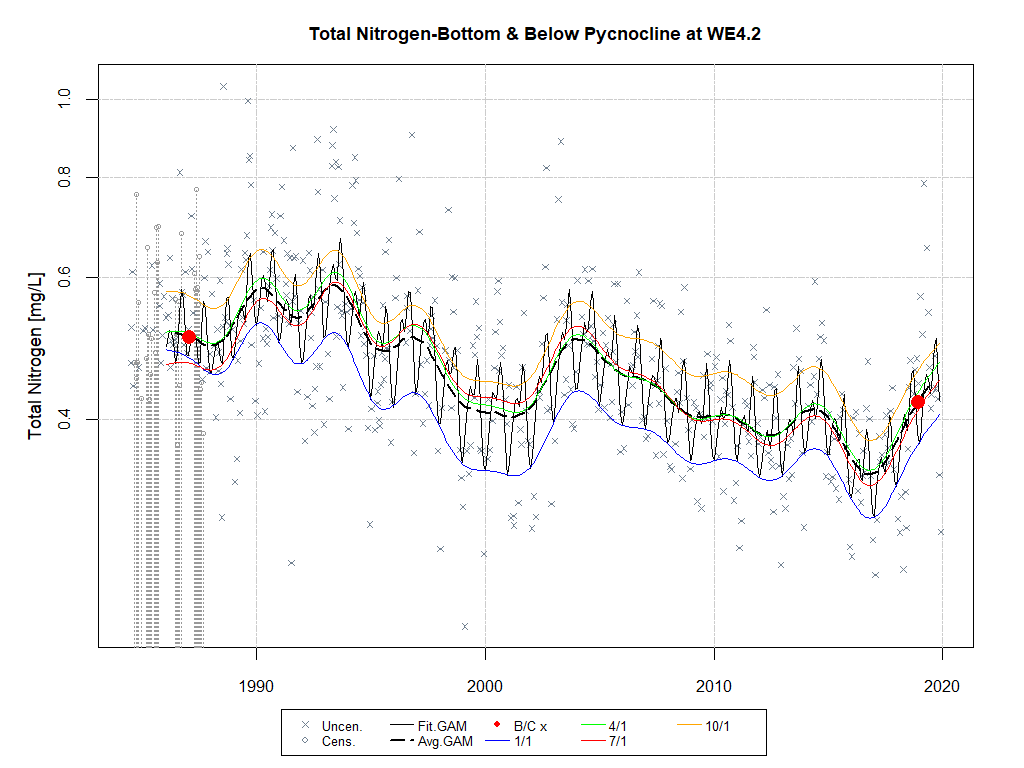 Total Nitrogen-Bottom & Below Pycnocline at WE4.2
Total Nitrogen [mg/L]
1.0
0.8
0.6
0.4
1990 2000 2010 2020
Uncen. Fit.GAM B/C x 4/1 10/1
Cens. Avg.GAM 1/1 7/1